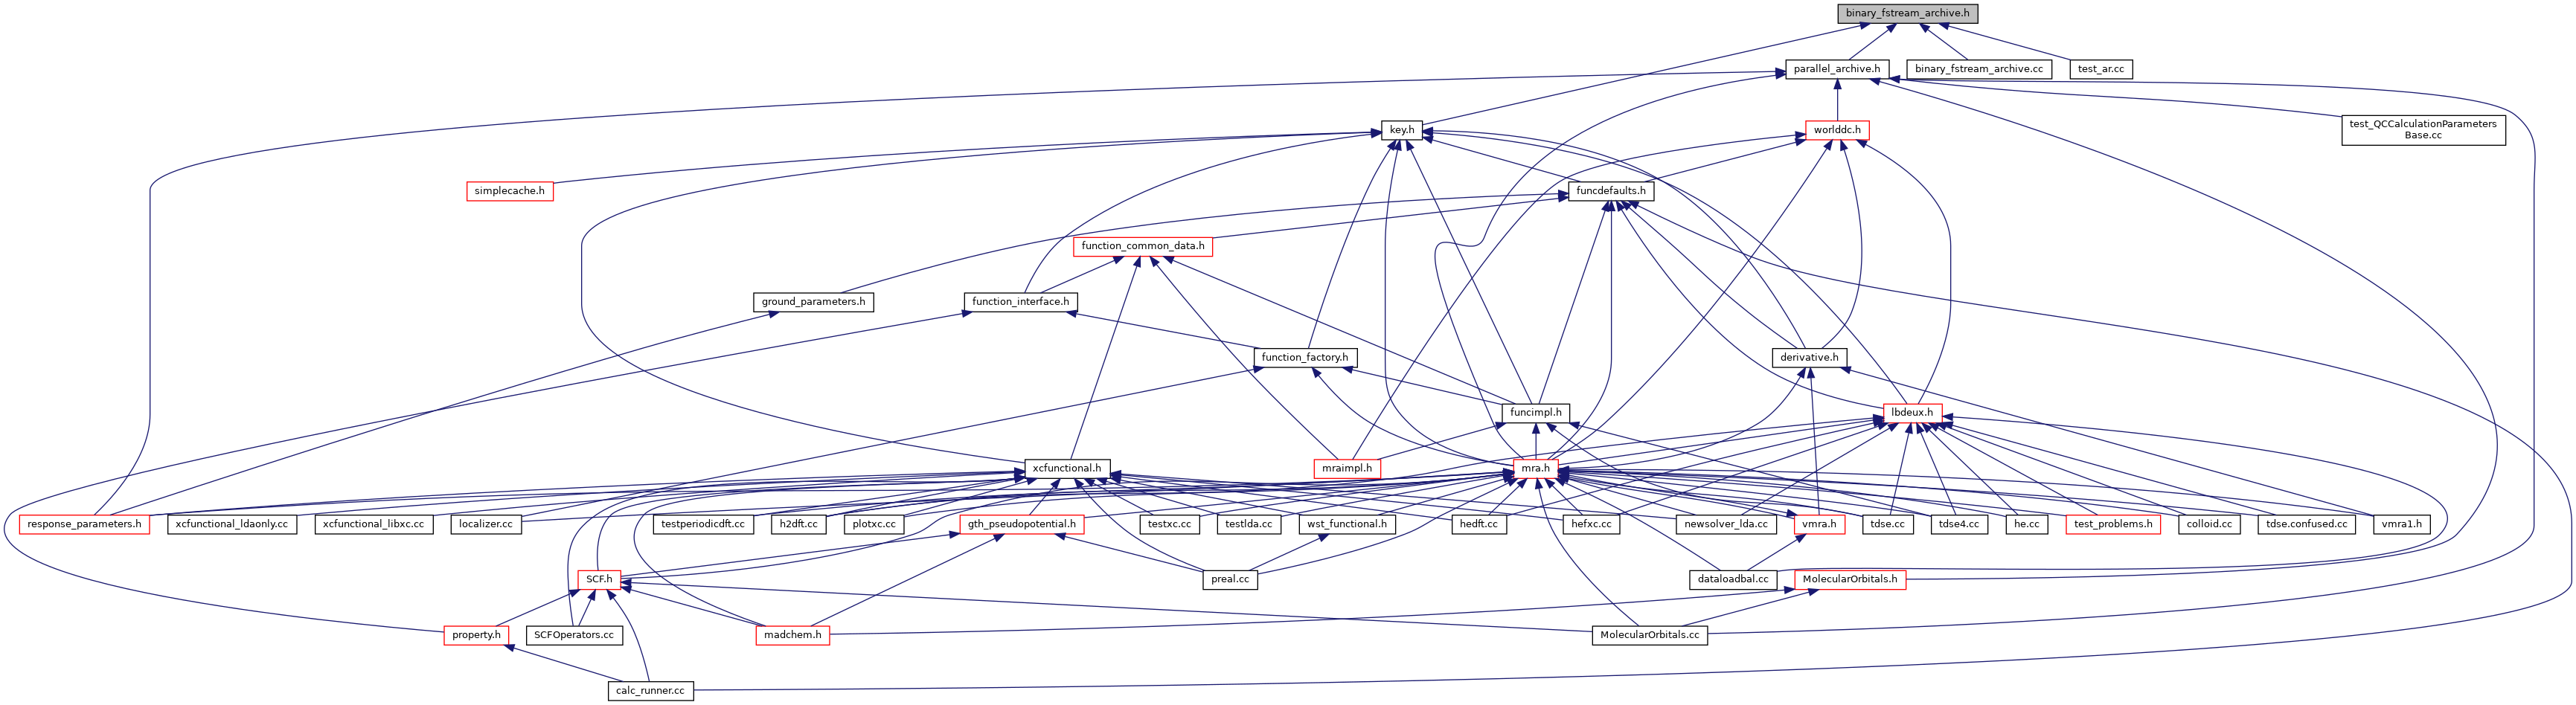 binary_fstream_archive.h
parallel_archive.h
binary_fstream_archive.cc
test_ar.cc
key.h
worlddc.h
test_QCCalculationParameters
Base.cc
simplecache.h
funcdefaults.h
function_common_data.h
ground_parameters.h
function_interface.h
function_factory.h
derivative.h
funcimpl.h
lbdeux.h
xcfunctional.h
mraimpl.h
mra.h
response_parameters.h
xcfunctional_ldaonly.cc
xcfunctional_libxc.cc
localizer.cc
testperiodicdft.cc
h2dft.cc
plotxc.cc
gth_pseudopotential.h
testxc.cc
testlda.cc
wst_functional.h
hedft.cc
hefxc.cc
newsolver_lda.cc
vmra.h
tdse.cc
tdse4.cc
he.cc
test_problems.h
colloid.cc
tdse.confused.cc
vmra1.h
SCF.h
preal.cc
dataloadbal.cc
MolecularOrbitals.h
property.h
SCFOperators.cc
madchem.h
MolecularOrbitals.cc
calc_runner.cc